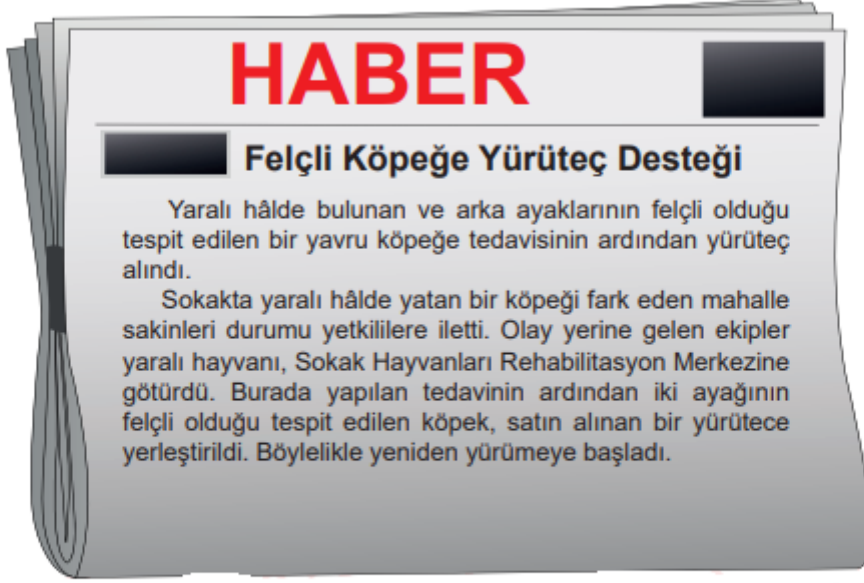 HABER
Felçli Köpeğe Yürüteç Desteği
Yaralı hâlde bulunan ve arka ayaklarının felçli olduğu
tespit edilen bir yavru köpeğe tedavisinin ardından yürüteç
alındı.
Sokakta yaralı hâlde yatan bir köpeği fark eden mahalle
sakinleri durumu yetkililere iletti. Olay yerine gelen ekipler
yaralı hayvanı, Sokak Hayvanları Rehabilitasyon Merkezine
götürdü. Burada yapılan tedavinin ardından iki ayağının
felçli olduğu tespit edilen köpek, satın alınan bir yürütece
yerleştirildi. Böylelikle yeniden yürümeye başladı.